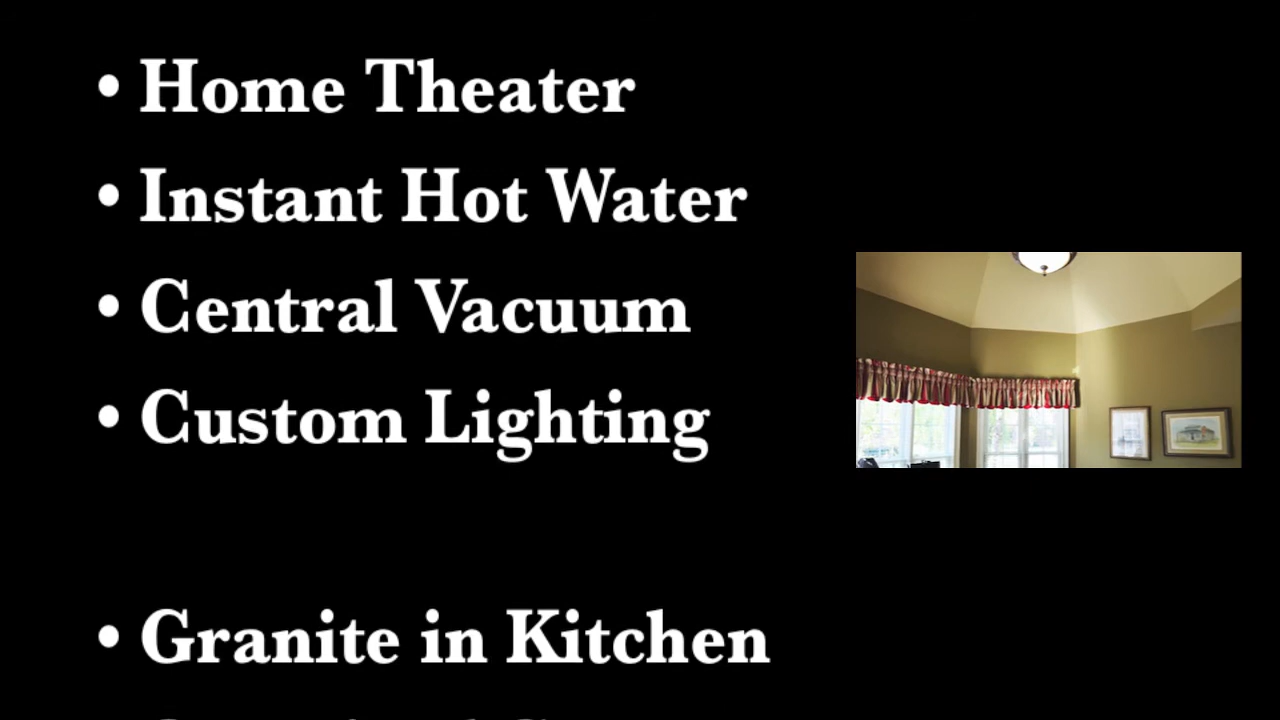 • Home Theater
• Instant Hot Water
• Central Vacuum
• Custom Lighting
• Granite in Kitchen